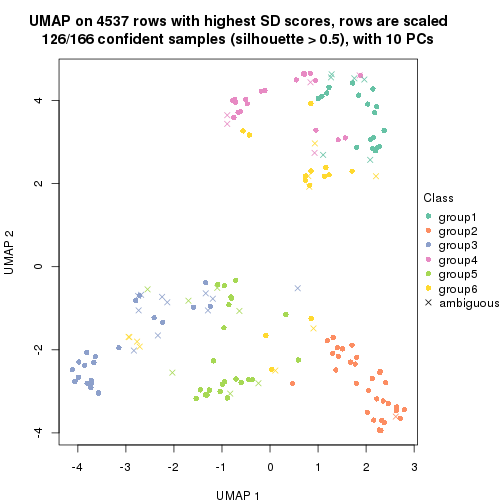 UMAP on 4537 rows with highest SD scores, rows are scaled
126/166 confident samples (silhouette > 0.5), with 10 PCs
4
2
0
-2
-4
UMAP 2
-4
-3
-2
-1
0
1
2
3
UMAP 1
Class
group1
group2
group3
group4
group5
group6
ambiguous